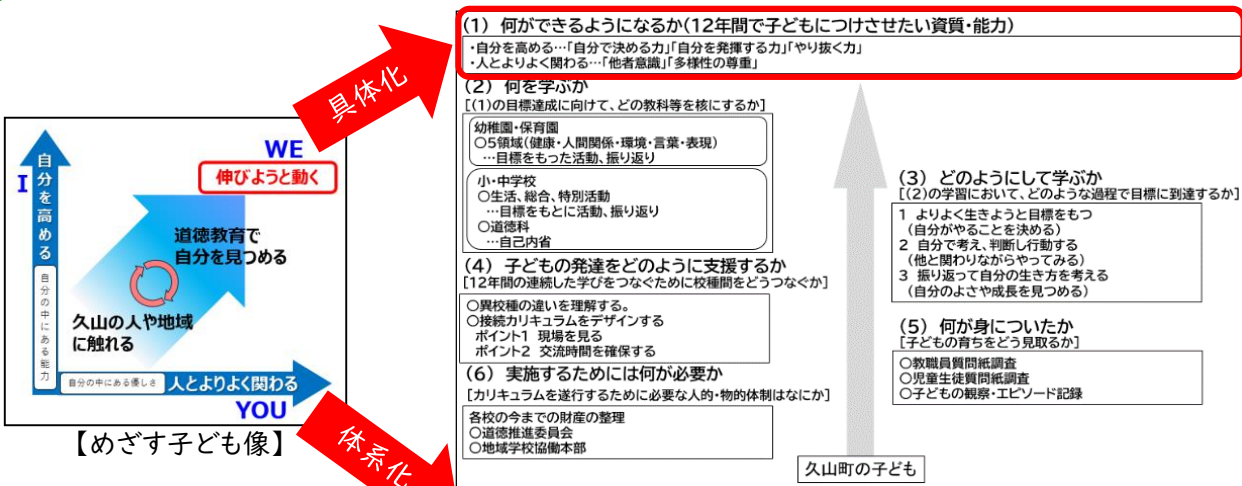 I
自分を高める
自分の中にある能力
WE
伸びようと動く
道徳教育で
自分を見つめる
久山の人や地域
に触れる
自分の中にある優しさ
人とよりよく関わる
YOU
【めざす子ども像】
具体化
体系化
(1) 何ができるようになるか(12年間で子どもにつけさせたい資質・能力)
・自分を高める…「自分で決める力」「自分を発揮する力」「やり抜く力」
・人とよりよく関わる…「他者意識」「多様性の尊重」
(2) 何を学ぶか
[(1)の目標達成に向けて、どの教科等を核にするか]
幼稚園・保育園
○5領域(健康・人間関係・環境・言葉・表現)
…目標をもった活動、振り返り
小・中学校
○生活、総合、特別活動
…目標をもとに活動、振り返り
○道徳科
…自己内省
(3) どのようにして学ぶか
[(2)の学習において、どのような過程で目標に到達するか]
1 よりよく生きようと目標をもつ
(自分がやることを決める)
2 自分で考え、判断し行動する
(他と関わりながらやってみる)
3 振り返って自分の生き方を考える
(自分のよさや成長を見つめる)
(4) 子どもの発達をどのように支援するか
[12年間の連続した学びをつなぐために校種間をどうつなぐか]
○異校種の違いを理解する。
○接続カリキュラムをデザインする
ポイント1 現場を見る
ポイント2 交流時間を確保する
(5) 何が身についたか
[子どもの育ちをどう見取るか]
○教職員質問紙調査
○児童生徒質問紙調査
○子どもの観察・エピソード記録
(6) 実施するためには何が必要か
[カリキュラムを遂行するために必要な人的・物的体制はなにか]
各校の今までの財産の整理
○道徳推進委員会
○地域学校協働本部
久山町の子ども